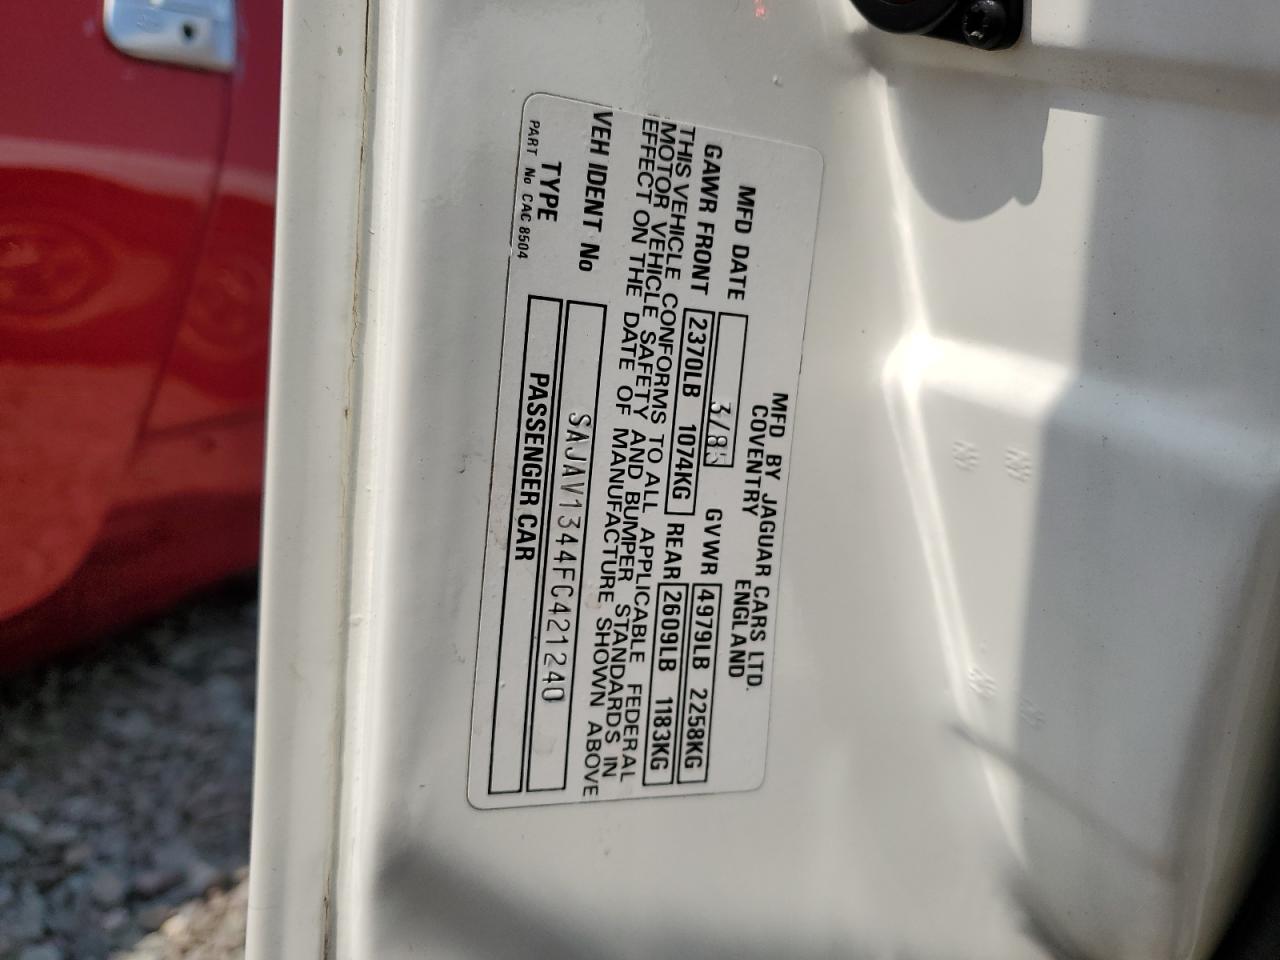 MFD BY JAGUAR CARS LTD.
COVENTRY ENGLAND
MFD DATE 3/85 GVWR 4979LB 2258KG
GAWR FRONT 2370LB 1074KG REAR 2609LB 1183KG
THIS VEHICLE CONFORMS TO ALL APPLICABLE FEDERAL
MOTOR VEHICLE SAFETY AND BUMPER STANDARDS IN
EFFECT ON THE DATE OF MANUFACTURE SHOWN ABOVE
VEH IDENT No SAJAV1344FC421240
TYPE PASSENGER CAR
PART No CAC 8504